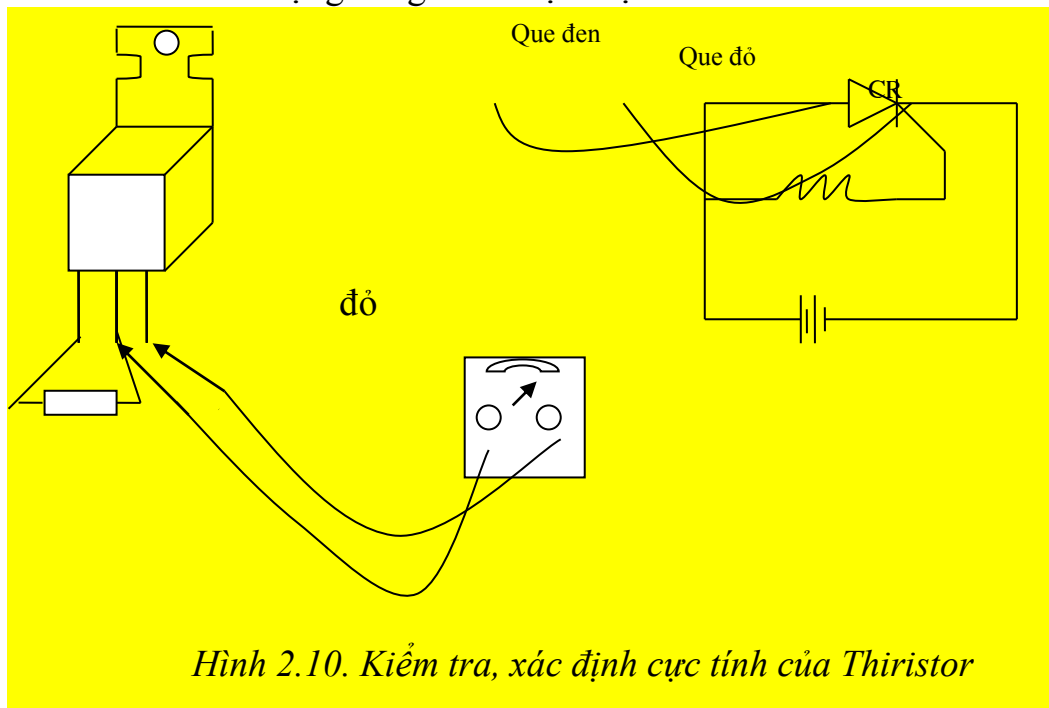 Que đen
Que đỏ
CR
đỏ
Hình 2.10. Kiểm tra, xác định cực tính của Thiristor